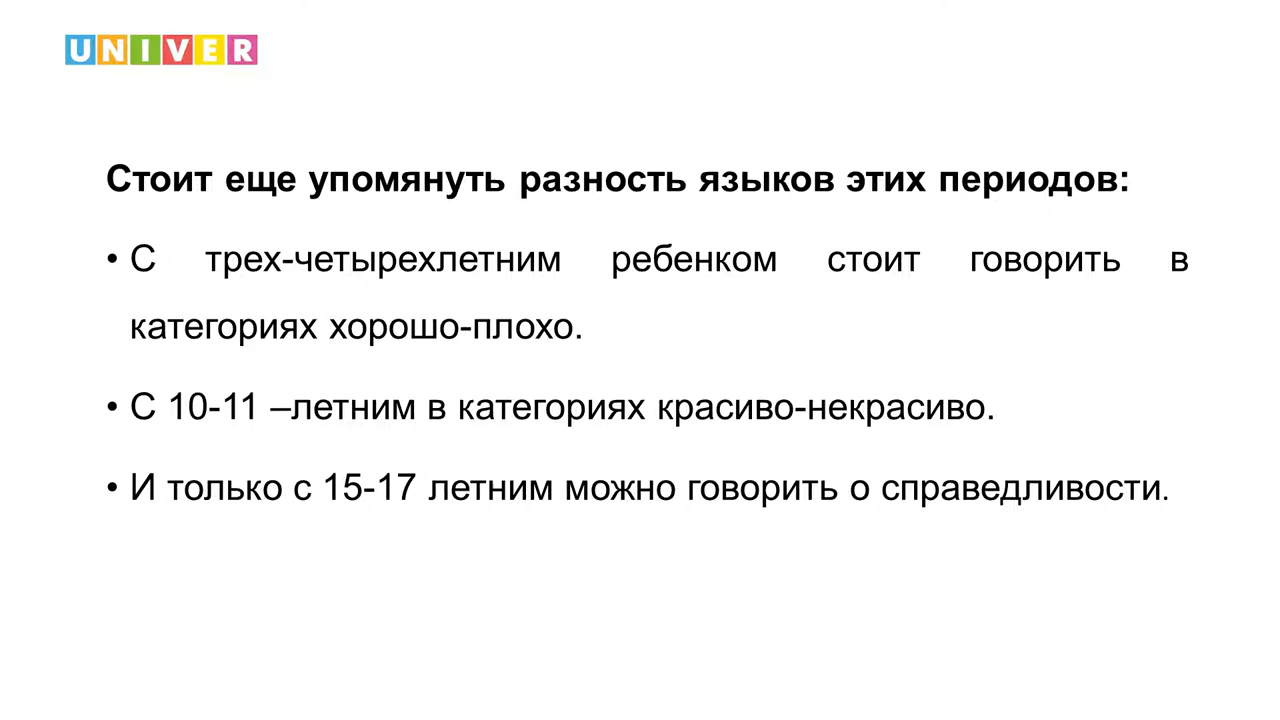 UNIVER
Стоит еще упомянуть разность языков этих периодов:
• С трех-четырехлетним ребенком стоит говорить в
категориях хорошо-плохо.
• С 10-11 –летним в категориях красиво-некрасиво.
• И только с 15-17 летним можно говорить о справедливости.